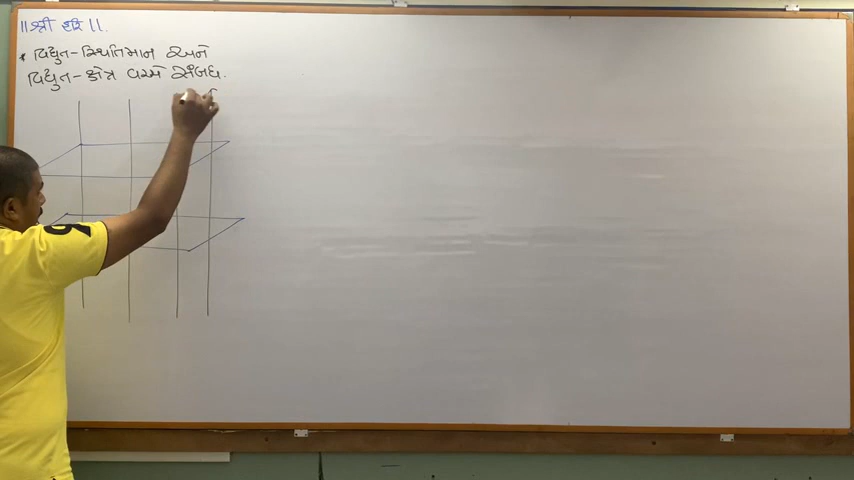 ॥ શ્રી હરિ ॥.
* વિદ્યુત-સ્થિતિમાન અને
વિદ્યુત-ક્ષેત્ર વચ્ચે સંબંધ.